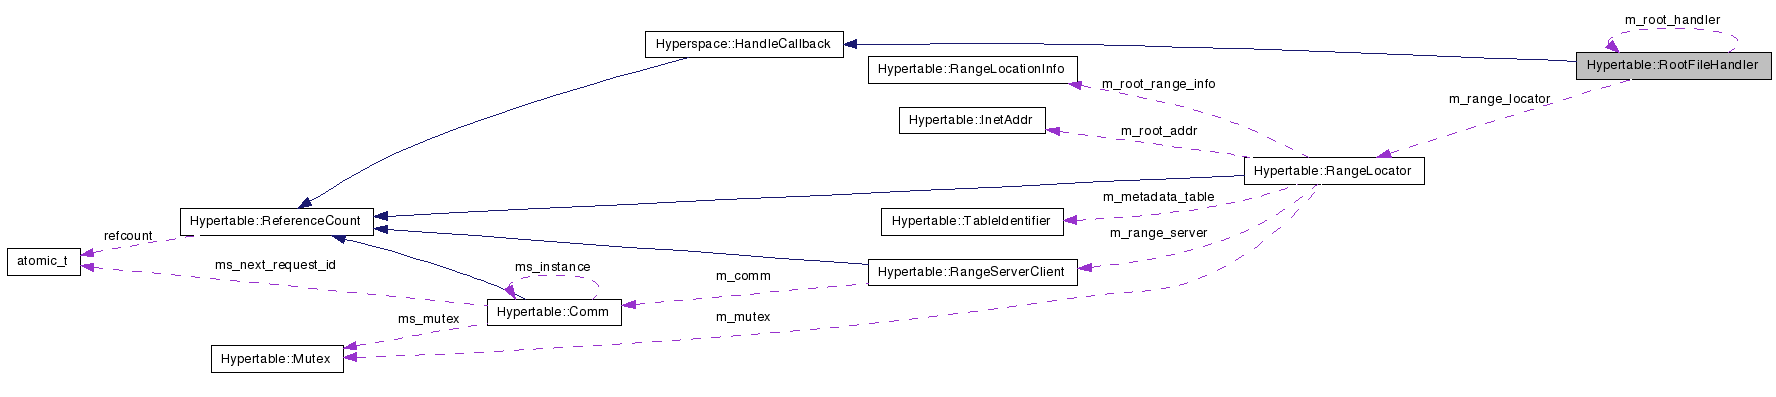 m_root_handler
Hyperspace::HandleCallback
Hypertable::RootFileHandler
Hypertable::RangeLocationInfo
m_root_range_info
m_range_locator
Hypertable::InetAddr
m_root_addr
Hypertable::RangeLocator
m_metadata_table
Hypertable::ReferenceCount
Hypertable::TableIdentifier
m_range_server
refcount
atomic_t
ms_next_request_id
ms_instance
m_comm
Hypertable::RangeServerClient
Hypertable::Comm
ms_mutex
m_mutex
Hypertable::Mutex